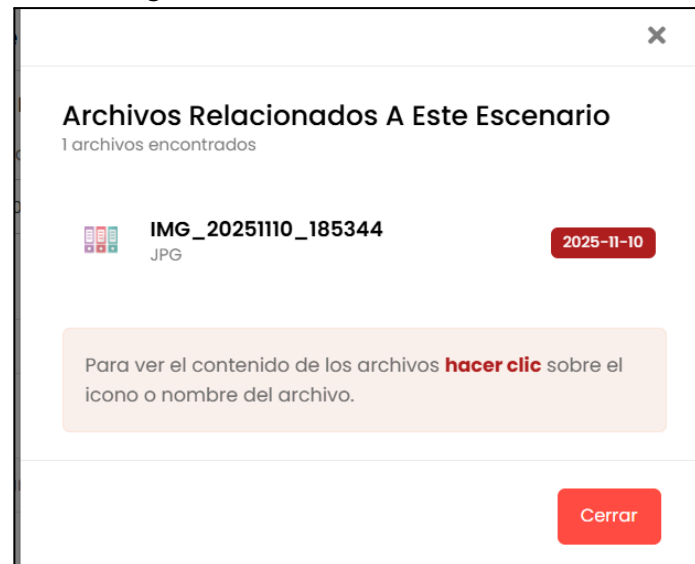 Archivos Relacionados A Este Escenario
1 archivos encontrados
IMG_20251110_185344
JPG
2025-11-10
Para ver el contenido de los archivos hacer clic sobre el
icono o nombre del archivo.
Cerrar